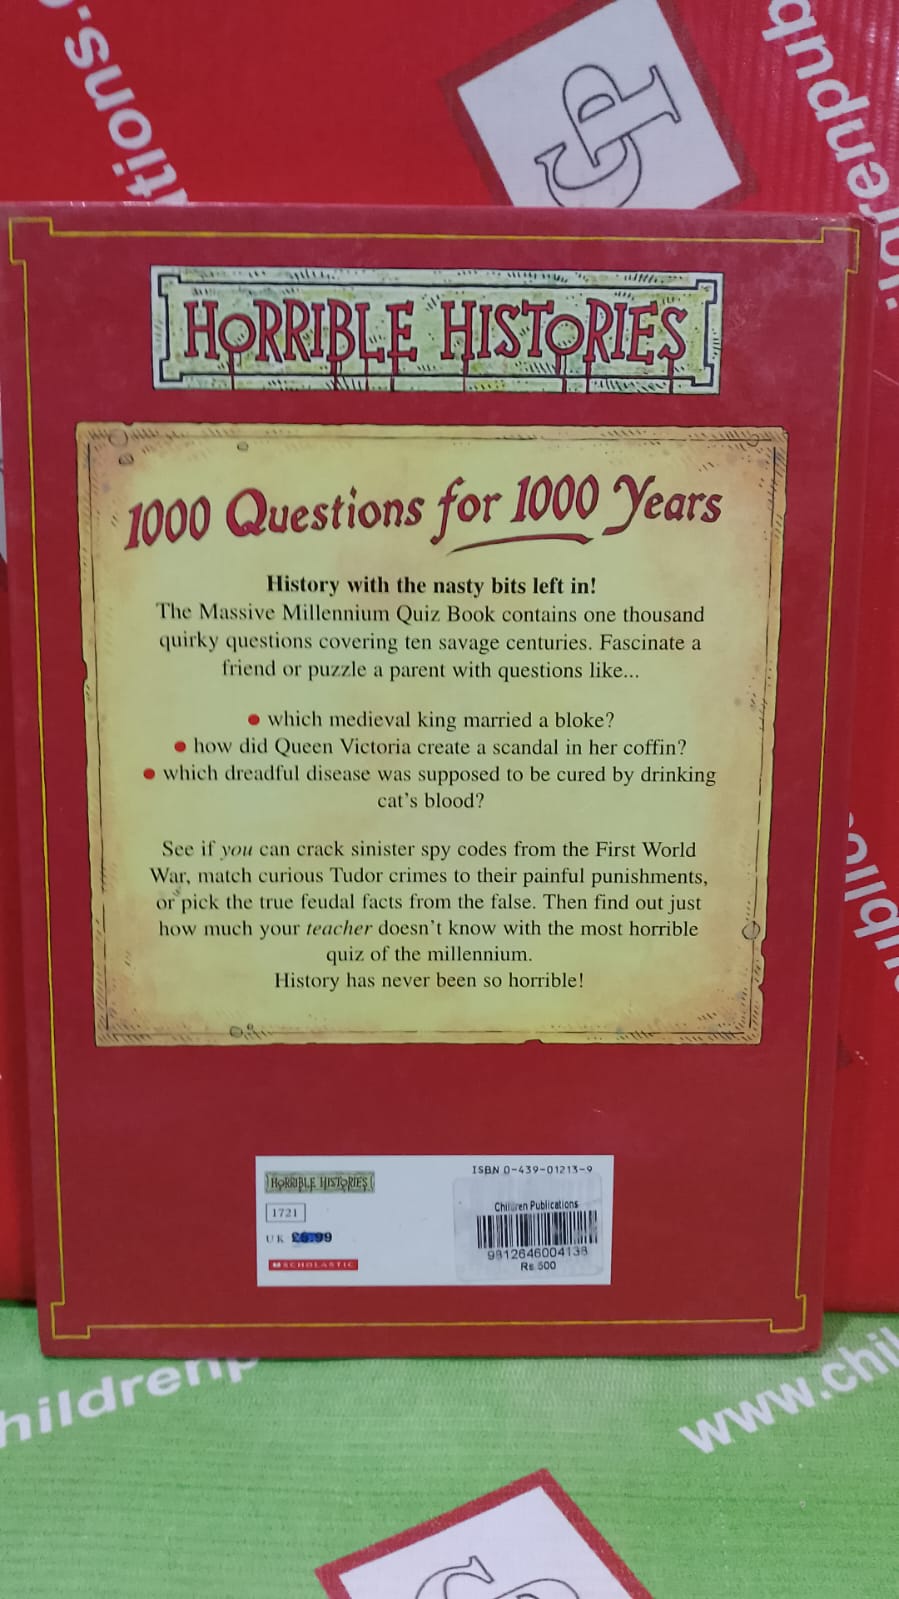 ations.
CP
.childrenpub
HORRIBLE HISTORIES
1000 Questions for 1000 Years
History with the nasty bits left in!
The Massive Millennium Quiz Book contains one thousand
quirky questions covering ten savage centuries. Fascinate a
friend or puzzle a parent with questions like...
• which medieval king married a bloke?
• how did Queen Victoria create a scandal in her coffin?
• which dreadful disease was supposed to be cured by drinking
cat's blood?
See if you can crack sinister spy codes from the First World
War, match curious Tudor crimes to their painful punishments,
or pick the true feudal facts from the false. Then find out just
how much your teacher doesn't know with the most horrible
quiz of the millennium.
History has never been so horrible!
ISBN 0-439-01213-9
HORRIBLE HISTORIES
1721
UK
SCHOLASTIC
Children Publications
9812646004138
Rs.500
hildrenp
www.chil